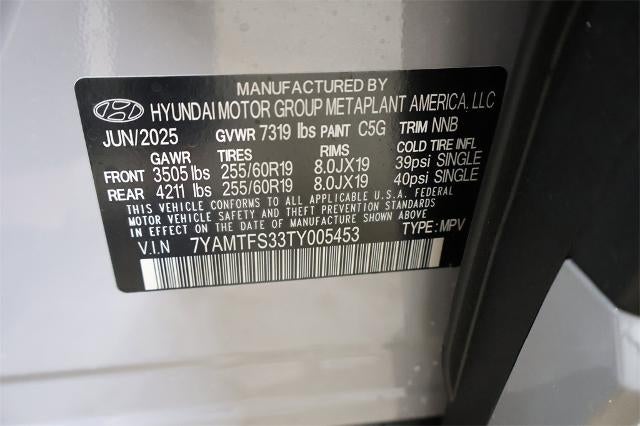 MANUFACTURED BY
HYUNDAI MOTOR GROUP METAPLANT AMERICA. LLC
JUN/2025 GVWR 7319 lbs PAINT C5G TRIM NNB
GAWR TIRES RIMS COLD TIRE INFL
FRONT 3505 lbs 255/60R19 8.0JX19 39psi SINGLE
REAR 4211 lbs 255/60R19 8.0JX19 40psi SINGLE
THIS VEHICLE CONFORMS TO ALL APPLICABLE U.S.A. FEDERAL
MOTOR VEHICLE SAFETY AND THEFT PREVENTION STANDARDS
IN EFFECT ON THE DATE OF MANUFACTURE SHOWN ABOVE.
V.I.N 7YAMTFS33TY005453 TYPE: MPV